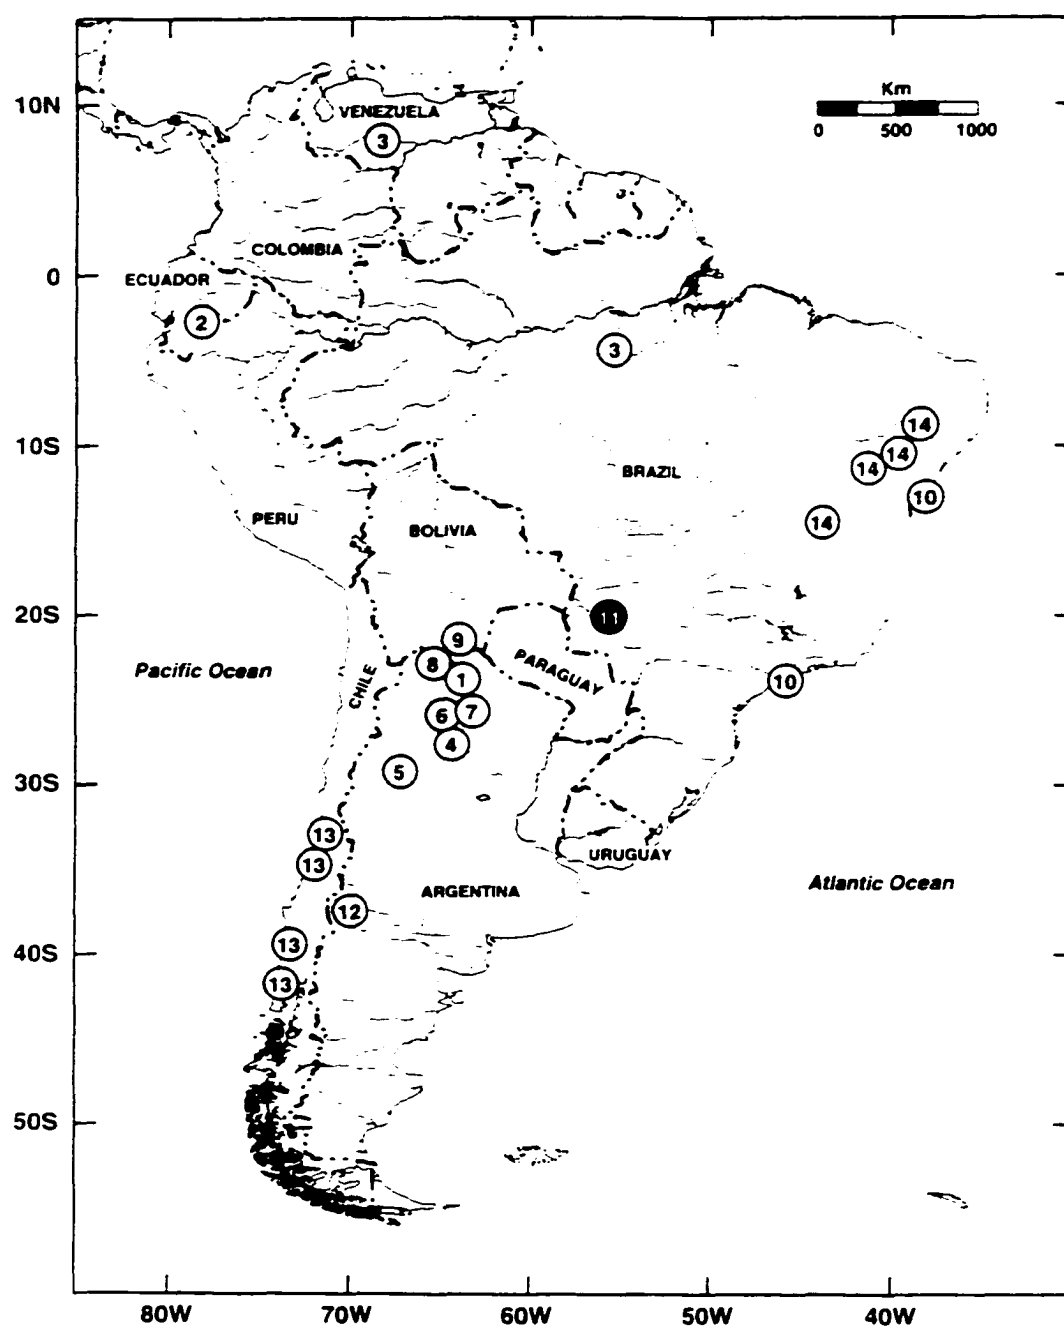 Km
0 500 1000
10N
VENEZUELA
3
COLOMBIA
0
ECUADOR
2
3
14
10S
14
14
BRAZIL
10
PERU
BOLIVIA
14
20S
11
9
Pacific Ocean
8
PARAGUAY
CHILE
1
10
6
7
4
5
30S
13
URUGUAY
13
ARGENTINA
Atlantic Ocean
12
13
40S
13
50S
80W 70W 60W 50W 40W